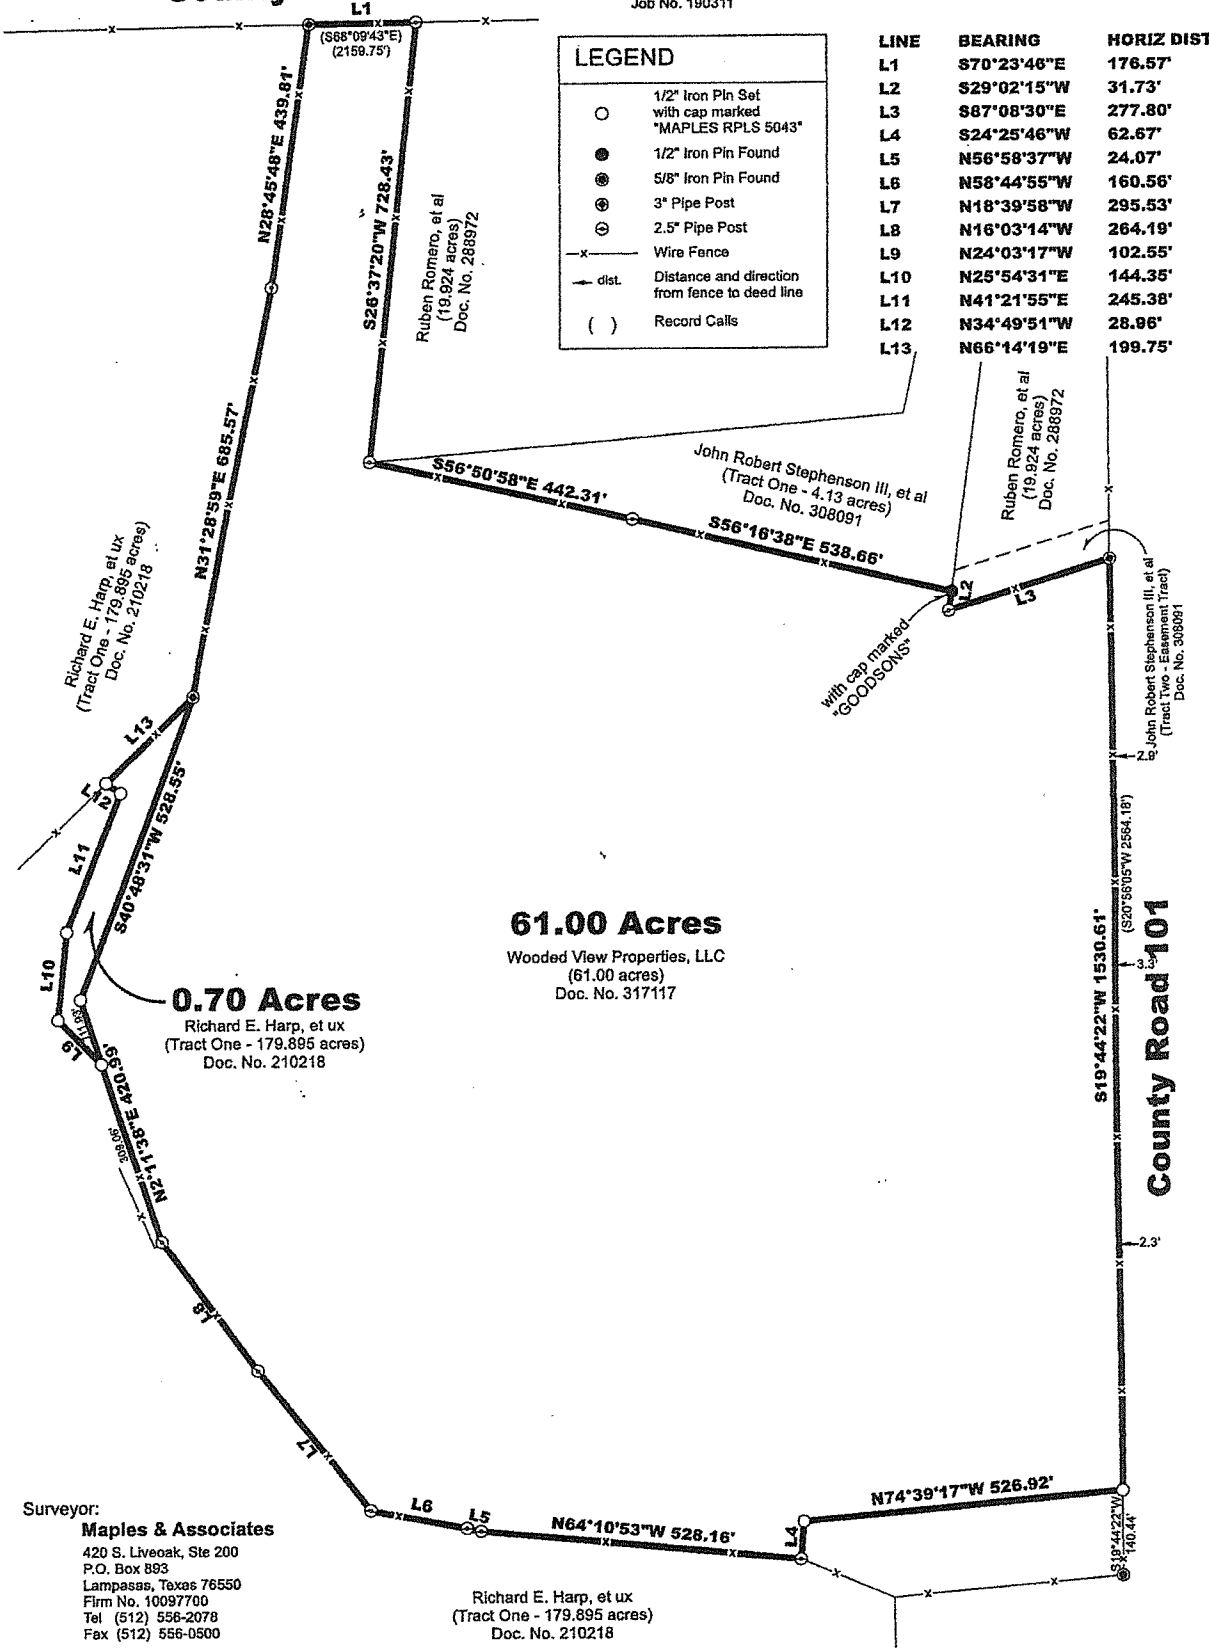 Job No. 190311
L1
(S68°09'43"E)
(2159.75')
LEGEND
1/2" Iron Pin Set
with cap marked
"MAPLES RPLS 5043"
1/2" Iron Pin Found
5/8" Iron Pin Found
3" Pipe Post
2.5" Pipe Post
Wire Fence
dist. Distance and direction
from fence to deed line
( ) Record Calls
LINE BEARING HORIZ DIST
L1 S70°23'46"E 176.57'
L2 S29°02'15"W 31.73'
L3 S87°08'30"E 277.80'
L4 S24°25'46"W 62.67'
L5 N56°58'37"W 24.07'
L6 N58°44'55"W 160.56'
L7 N18°39'58"W 295.53'
L8 N16°03'14"W 264.19'
L9 N24°03'17"W 102.55'
L10 N25°54'31"E 144.35'
L11 N41°21'55"E 245.38'
L12 N34°49'51"W 28.96'
L13 N66°14'19"E 199.75'
N28°45'48"E 439.81'
S26°37'20"W 728.43'
Ruben Romero, et al
(19.924 acres)
Doc. No. 288972
N31°28'59"E 685.57'
S56°50'58"E 442.31'
John Robert Stephenson III, et al
(Tract One - 4.13 acres)
Doc. No. 308091
S56°16'38"E 538.66'
Ruben Romero, et al
(19.924 acres)
Doc. No. 288972
L2
L3
with cap marked
"GOODSONS"
John Robert Stephenson III, et al
(Tract Two - Easement Tract)
Doc. No. 308091
Richard E. Harp, et ux
(Tract One - 179.895 acres)
Doc. No. 210218
L13
L12
L11
S40°48'31"W 528.55'
2.9'
(S20°56'05"W 2564.18')
S19°44'22"W 1530.61'
County Road 101
3.3'
61.00 Acres
Wooded View Properties, LLC
(61.00 acres)
Doc. No. 317117
L10
0.70 Acres
Richard E. Harp, et ux
(Tract One - 179.895 acres)
Doc. No. 210218
L9
111.93'
N2°11'38"E 420.99'
309.06'
2.3'
L8
L7
L6
L5
N64°10'53"W 528.16'
L4
N74°39'17"W 526.92'
S19°44'22"W
140.44'
Surveyor:
Maples & Associates
420 S. Liveoak, Ste 200
P.O. Box 893
Lampasas, Texas 76550
Firm No. 10097700
Tel (512) 556-2078
Fax (512) 556-0500
Richard E. Harp, et ux
(Tract One - 179.895 acres)
Doc. No. 210218